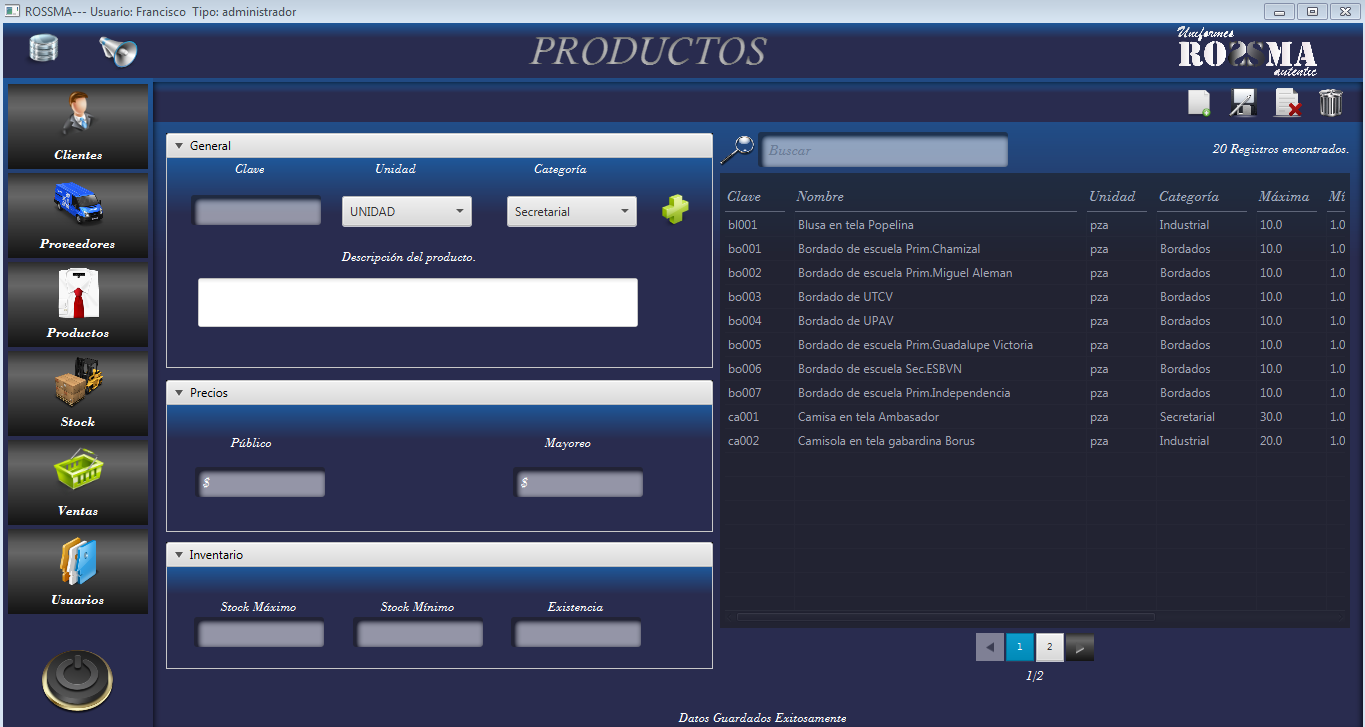 ROSSMA--- Usuario: Francisco Tipo: administrador
PRODUCTOS
Uniformes
ROSSMA
autentic
Clientes
Proveedores
Productos
Stock
Ventas
Usuarios
General
Clave Unidad Categoría
UNIDAD Secretarial
Descripción del producto.
Precios
Público Mayoreo
$ $
Inventario
Stock Máximo Stock Mínimo Existencia
Buscar
20 Registros encontrados.
Clave Nombre Unidad Categoría Máxima Mí
bl001 Blusa en tela Popelina pza Industrial 10.0 1.0
bo001 Bordado de escuela Prim.Chamizal pza Bordados 10.0 1.0
bo002 Bordado de escuela Prim.Miguel Aleman pza Bordados 10.0 1.0
bo003 Bordado de UTCV pza Bordados 10.0 1.0
bo004 Bordado de UPAV pza Bordados 10.0 1.0
bo005 Bordado de escuela Prim.Guadalupe Victoria pza Bordados 10.0 1.0
bo006 Bordado de escuela Sec.ESBVN pza Bordados 10.0 1.0
bo007 Bordado de escuela Prim.Independencia pza Bordados 10.0 1.0
ca001 Camisa en tela Ambasador pza Secretarial 30.0 1.0
ca002 Camisola en tela gabardina Borus pza Industrial 20.0 1.0
1 2
1/2
Datos Guardados Exitosamente